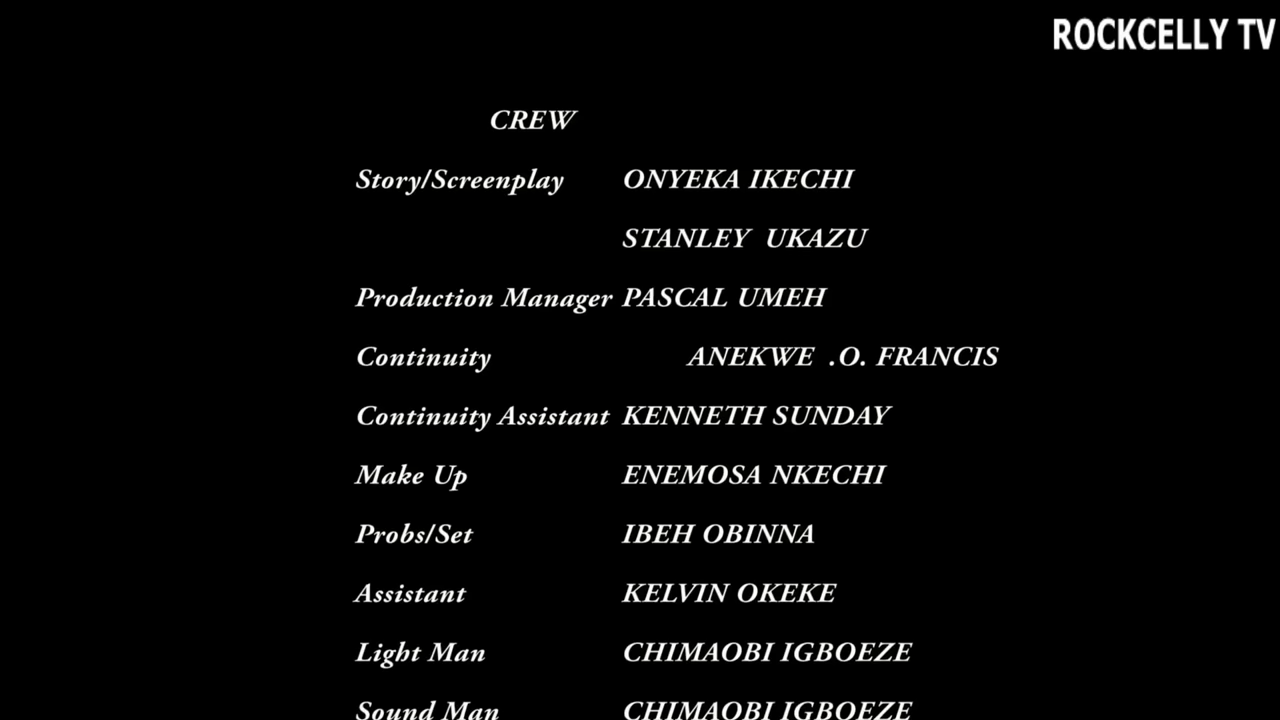 ROCKCELLY TV
CREW
Story/Screenplay ONYEKA IKECHI
STANLEY UKAZU
Production Manager PASCAL UMEH
Continuity ANEKWE .O. FRANCIS
Continuity Assistant KENNETH SUNDAY
Make Up ENEMOSA NKECHI
Probs/Set IBEH OBINNA
Assistant KELVIN OKEKE
Light Man CHIMAOBI IGBOEZE
Sound Man CHIMAOBI IGBOEZE